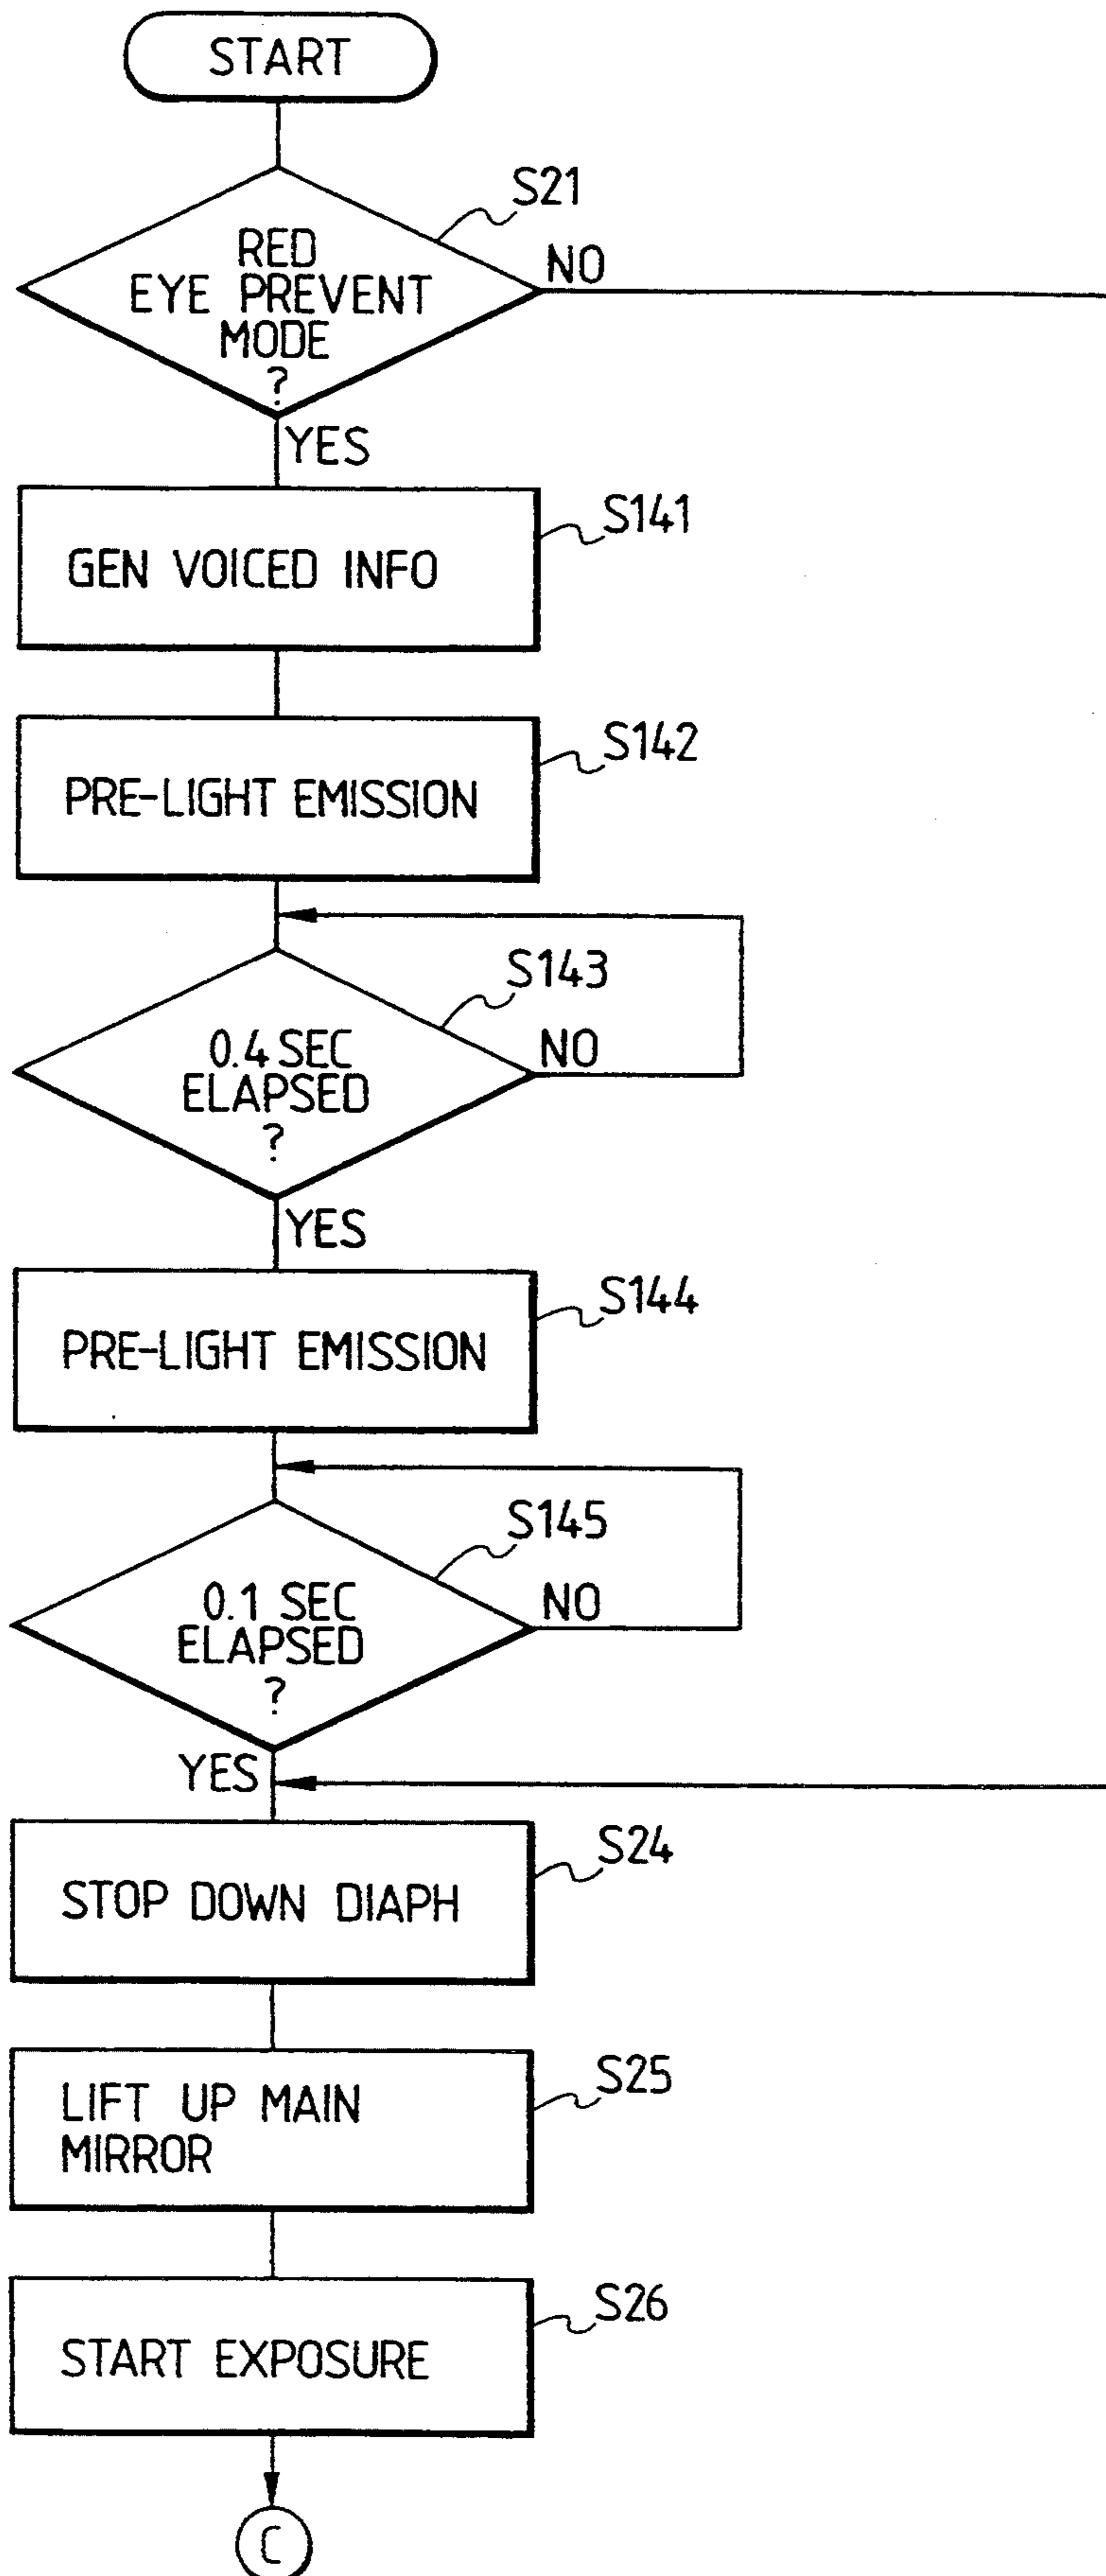 START
S21
RED
EYE PREVENT
MODE
?
NO
YES
S141
GEN VOICED INFO
S142
PRE-LIGHT EMISSION
S143
0.4 SEC
ELAPSED
?
NO
YES
S144
PRE-LIGHT EMISSION
S145
0.1 SEC
ELAPSED
?
NO
YES
S24
STOP DOWN DIAPH
S25
LIFT UP MAIN
MIRROR
S26
START EXPOSURE
C